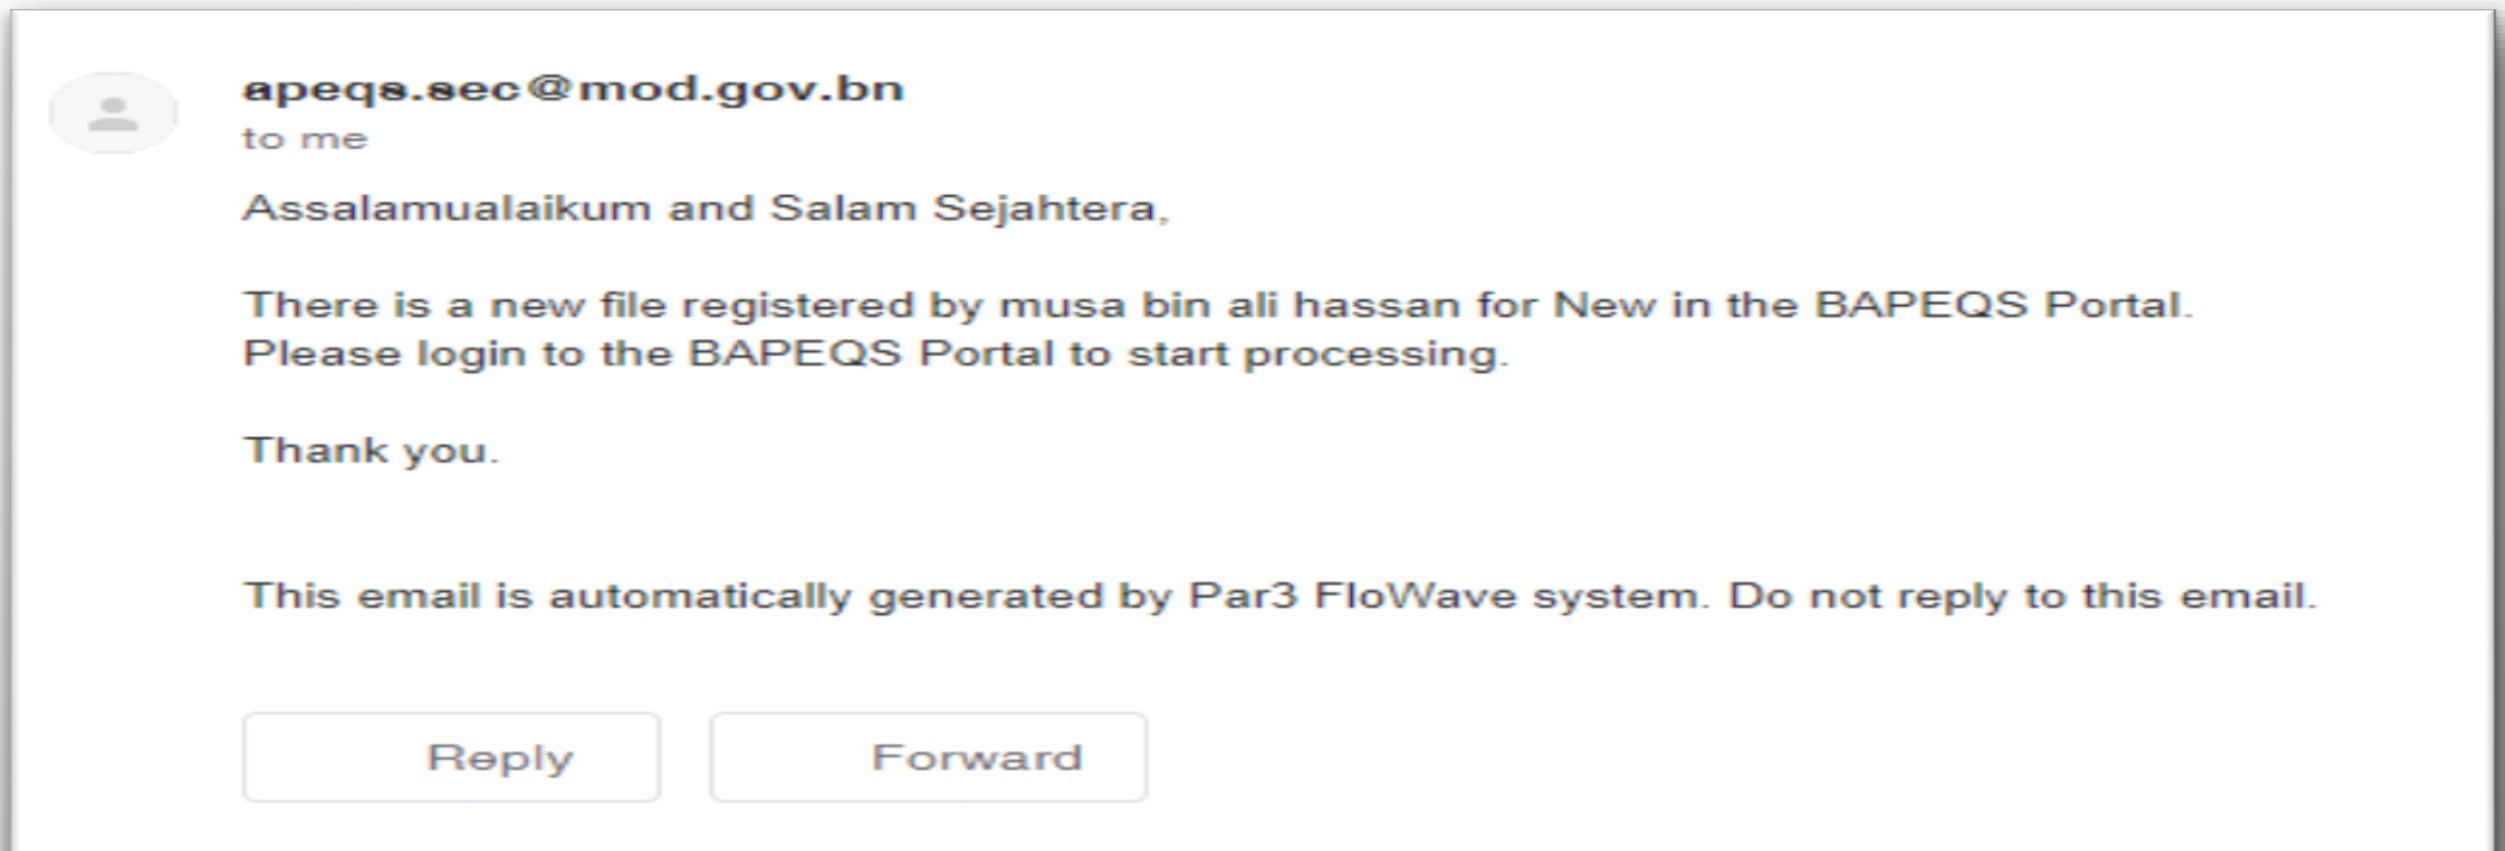 apeqs.sec@mod.gov.bn
to me
Assalamualaikum and Salam Sejahtera,
There is a new file registered by musa bin ali hassan for New in the BAPEQS Portal.
Please login to the BAPEQS Portal to start processing.
Thank you.
This email is automatically generated by Par3 FloWave system. Do not reply to this email.
Reply Forward